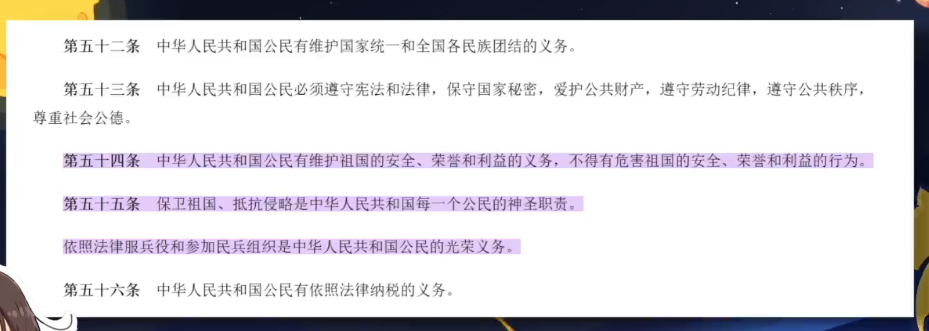 第五十二条 中华人民共和国公民有维护国家统一和全国各民族团结的义务。
第五十三条 中华人民共和国公民必须遵守宪法和法律，保守国家秘密，爱护公共财产，遵守劳动纪律，遵守公共秩序，
尊重社会公德。
第五十四条 中华人民共和国公民有维护祖国的安全、荣誉和利益的义务，不得有危害祖国的安全、荣誉和利益的行为。
第五十五条 保卫祖国、抵抗侵略是中华人民共和国每一个公民的神圣职责。
依照法律服兵役和参加民兵组织是中华人民共和国公民的光荣义务。
第五十六条 中华人民共和国公民有依照法律纳税的义务。